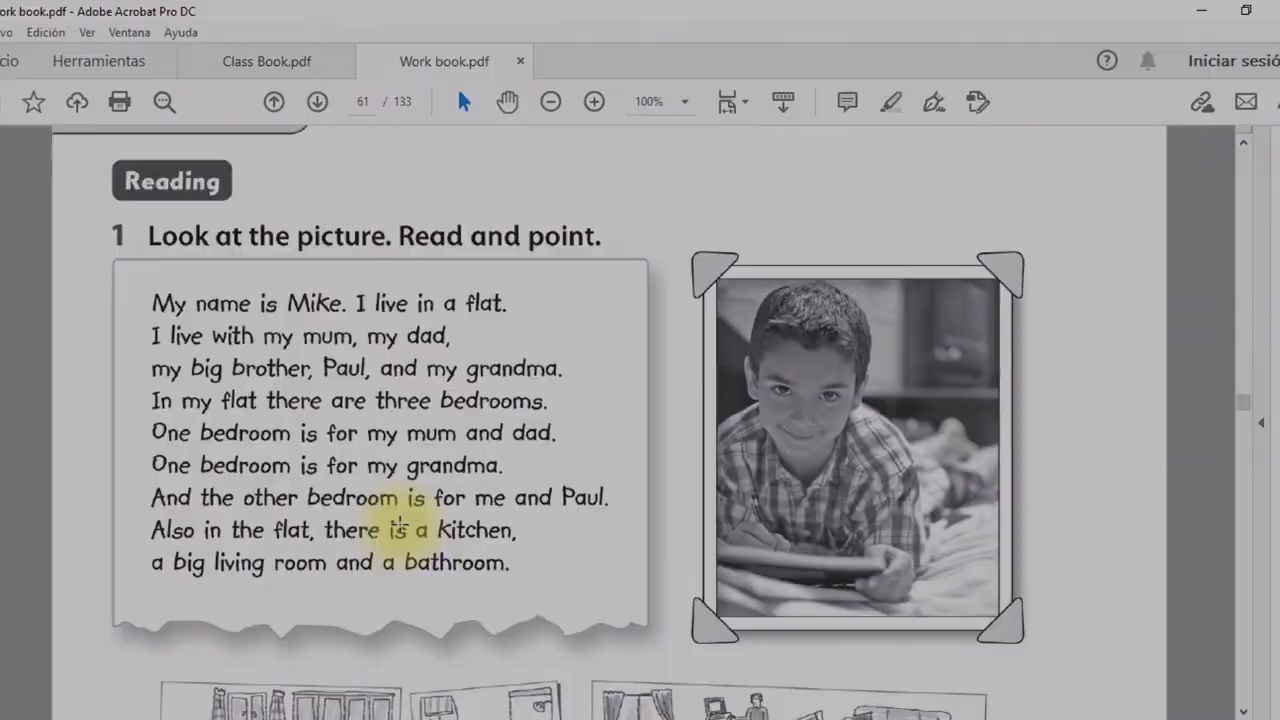 ork book.pdf - Adobe Acrobat Pro DC
vo Edición Ver Ventana Ayuda
cio Herramientas Class Book.pdf Work book.pdf × Iniciar sesió
61 / 133 100%
Reading
1 Look at the picture. Read and point.
My name is Mike. I live in a flat.
I live with my mum, my dad,
my big brother, Paul, and my grandma.
In my flat there are three bedrooms.
One bedroom is for my mum and dad.
One bedroom is for my grandma.
And the other bedroom is for me and Paul.
Also in the flat, there is a kitchen,
a big living room and a bathroom.